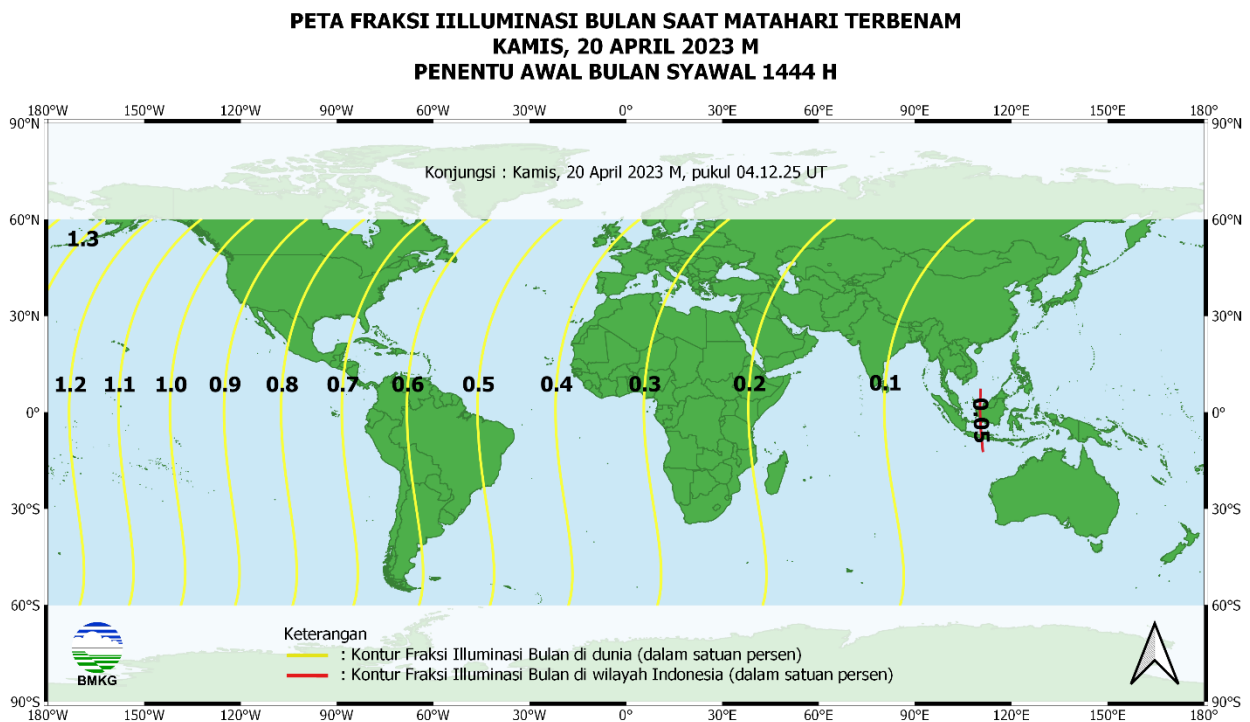 PETA FRAKSI IILLUMINASI BULAN SAAT MATAHARI TERBENAM
KAMIS, 20 APRIL 2023 M
PENENTU AWAL BULAN SYAWAL 1444 H
180°W 150°W 120°W 90°W 60°W 30°W 0° 30°E 60°E 90°E 120°E 150°E 180°
90°N 90°N
Konjungsi : Kamis, 20 April 2023 M, pukul 04.12.25 UT
60°N 60°N
1.3
30°N 30°N
1.2 1.1 1.0 0.9 0.8 0.7 0.6 0.5 0.4 0.3 0.2 0.1
0° 0.05 0°
30°S 30°S
60°S 60°S
Keterangan
: Kontur Fraksi Illuminasi Bulan di dunia (dalam satuan persen)
: Kontur Fraksi Illuminasi Bulan di wilayah Indonesia (dalam satuan persen)
BMKG
90°S 90°S
180°W 150°W 120°W 90°W 60°W 30°W 0° 30°E 60°E 90°E 120°E 150°E 180°